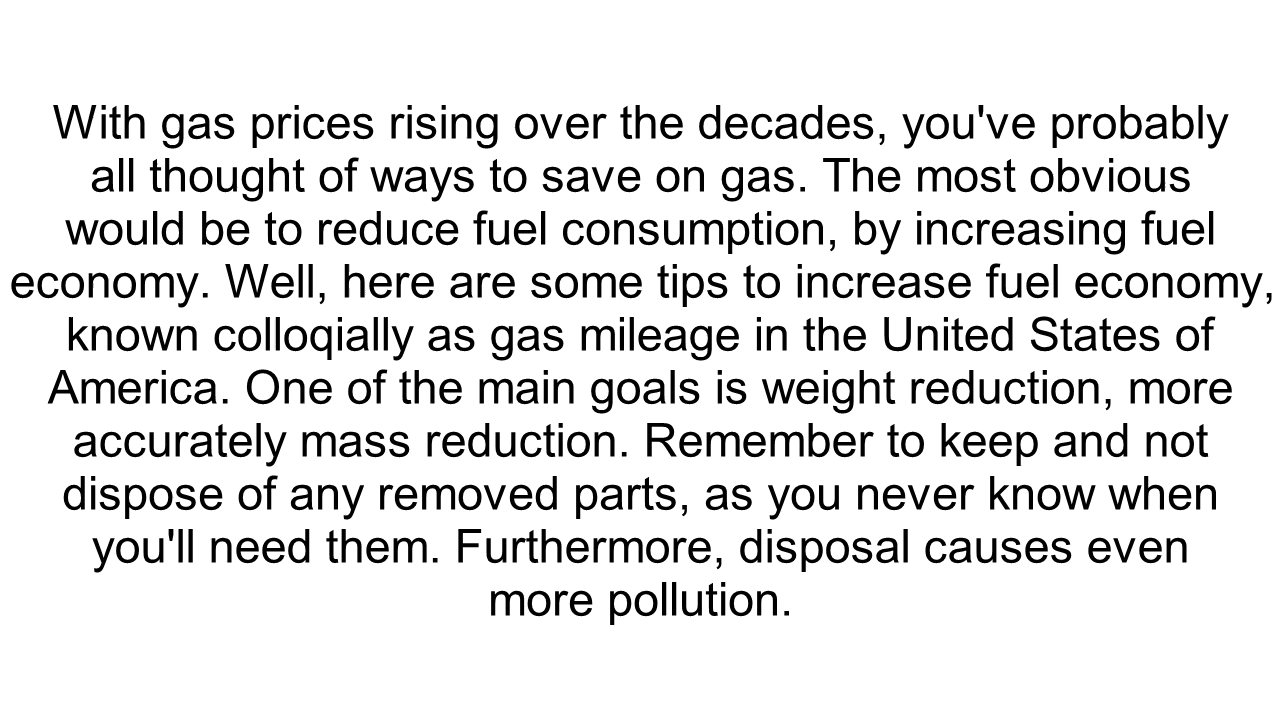 With gas prices rising over the decades, you've probably
all thought of ways to save on gas. The most obvious
would be to reduce fuel consumption, by increasing fuel
economy. Well, here are some tips to increase fuel economy,
known colloqially as gas mileage in the United States of
America. One of the main goals is weight reduction, more
accurately mass reduction. Remember to keep and not
dispose of any removed parts, as you never know when
you'll need them. Furthermore, disposal causes even
more pollution.